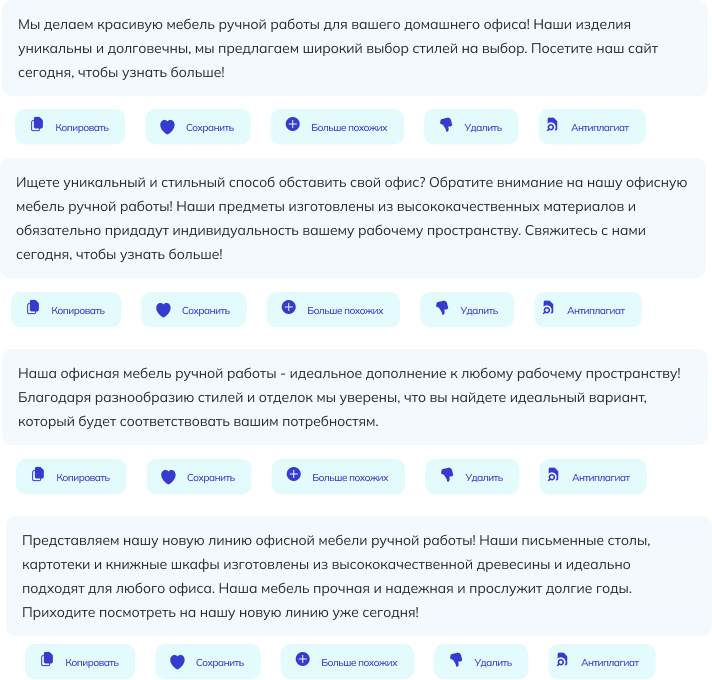 Мы делаем красивую мебель ручной работы для вашего домашнего офиса! Наши изделия
уникальны и долговечны, мы предлагаем широкий выбор стилей на выбор. Посетите наш сайт
сегодня, чтобы узнать больше!
Копировать Сохранить Больше похожих Удалить Антиплагиат
Ищете уникальный и стильный способ обставить свой офис? Обратите внимание на нашу офисную
мебель ручной работы! Наши предметы изготовлены из высококачественных материалов и
обязательно придадут индивидуальность вашему рабочему пространству. Свяжитесь с нами
сегодня, чтобы узнать больше!
Копировать Сохранить Больше похожих Удалить Антиплагиат
Наша офисная мебель ручной работы - идеальное дополнение к любому рабочему пространству!
Благодаря разнообразию стилей и отделок мы уверены, что вы найдете идеальный вариант,
который будет соответствовать вашим потребностям.
Копировать Сохранить Больше похожих Удалить Антиплагиат
Представляем нашу новую линию офисной мебели ручной работы! Наши письменные столы,
картотеки и книжные шкафы изготовлены из высококачественной древесины и идеально
подходят для любого офиса. Наша мебель прочная и надежная и прослужит долгие годы.
Приходите посмотреть на нашу новую линию уже сегодня!
Копировать Сохранить Больше похожих Удалить Антиплагиат